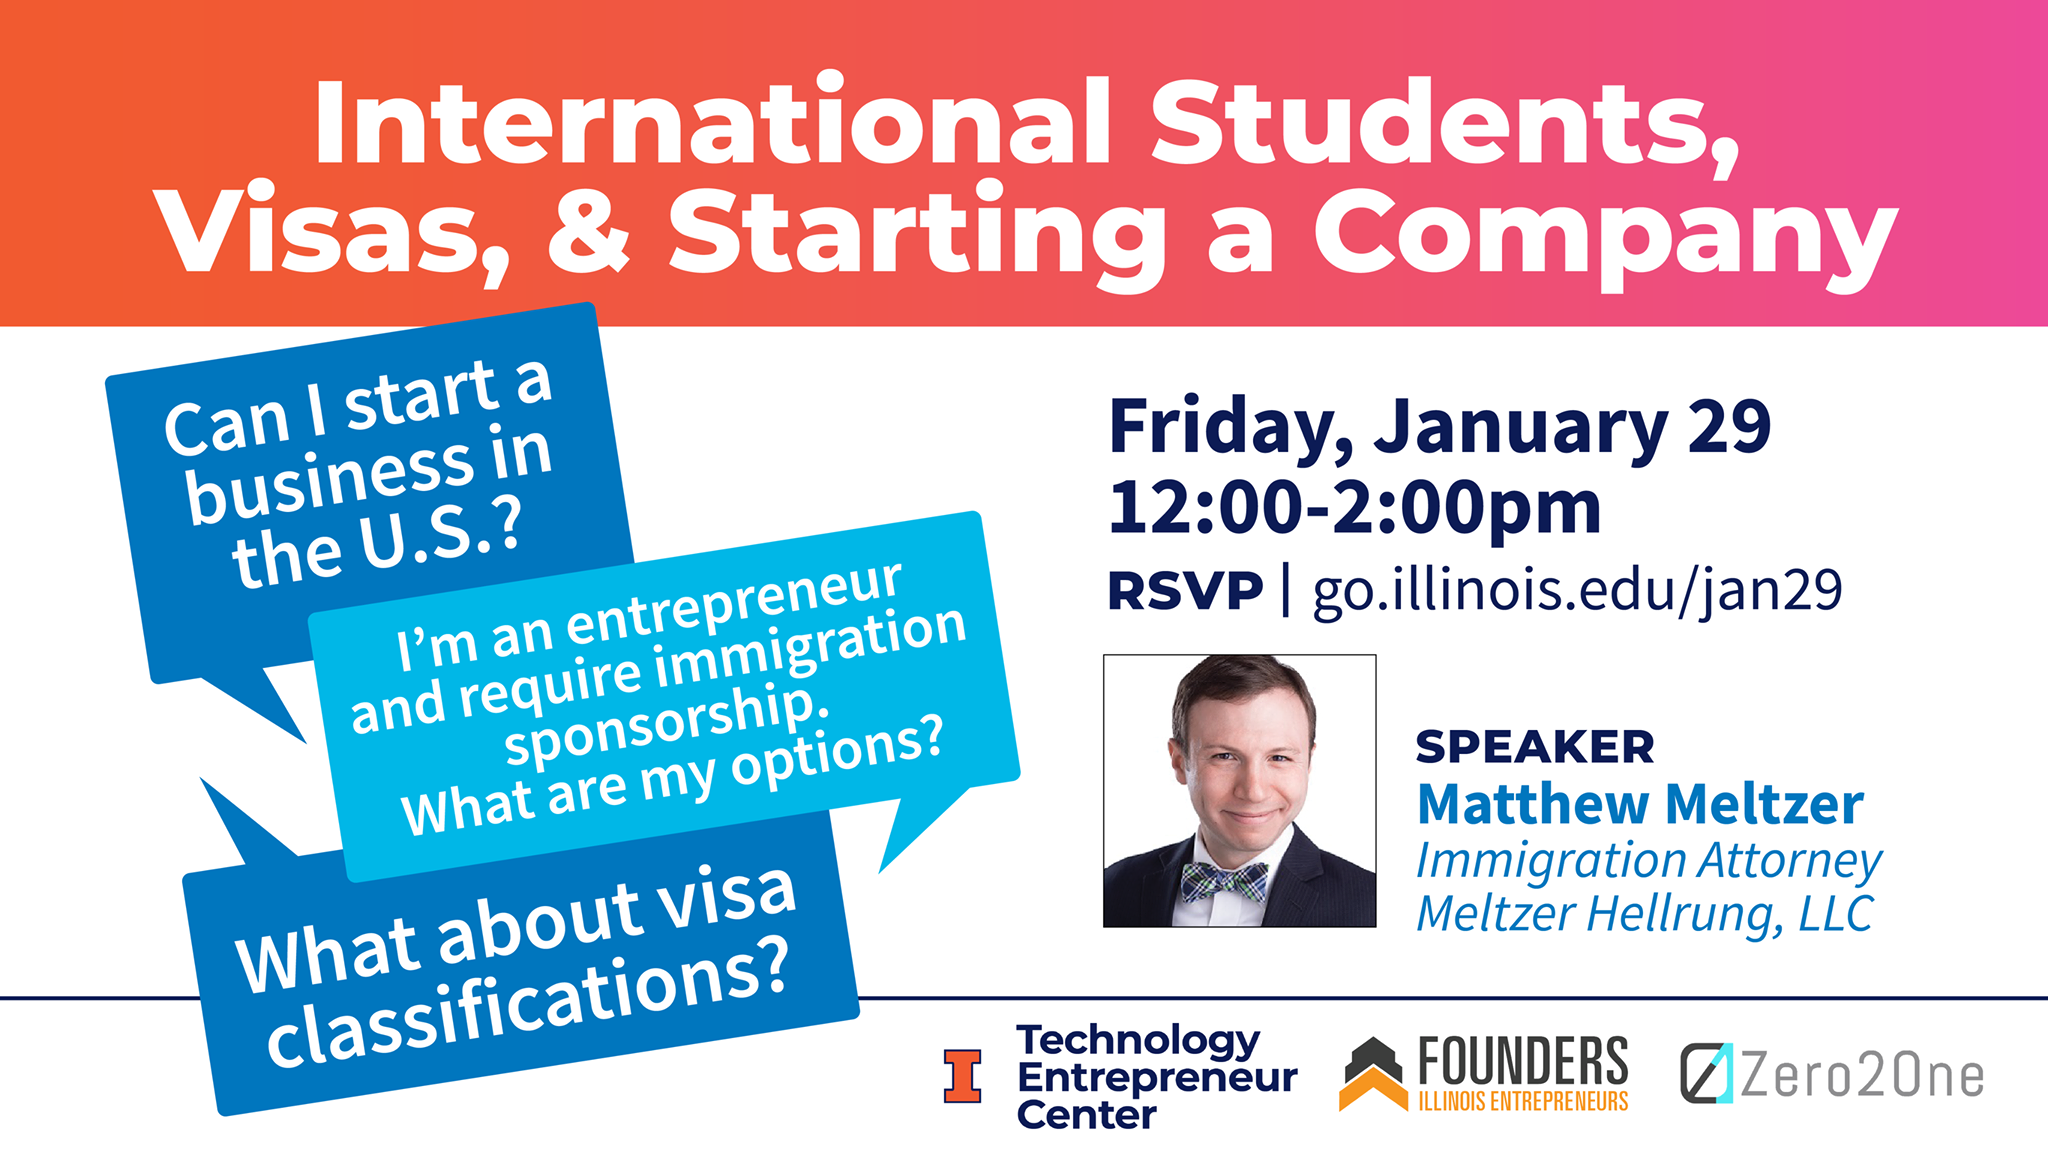 International Students,
Visas, & Starting a Company
Can I start a
business in
the U.S.?
I'm an entrepreneur
and require immigration
sponsorship.
What are my options?
What about visa
classifications?
Friday, January 29
12:00-2:00pm
RSVP | go.illinois.edu/jan29
SPEAKER
Matthew Meltzer
Immigration Attorney
Meltzer Hellrung, LLC
I
Technology
Entrepreneur
Center
FOUNDERS
ILLINOIS ENTREPRENEURS
Zero2One